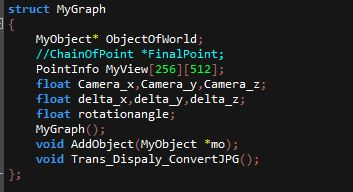 struct MyGraph
{
MyObject* ObjectOfWorld;
//ChainOfPoint *FinalPoint;
PointInfo MyView[256][512];
float Camera_x,Camera_y,Camera_z;
float delta_x,delta_y,delta_z;
float rotationangle;
MyGraph();
void AddObject(MyObject *mo);
void Trans_Dispaly_ConvertJPG();
};